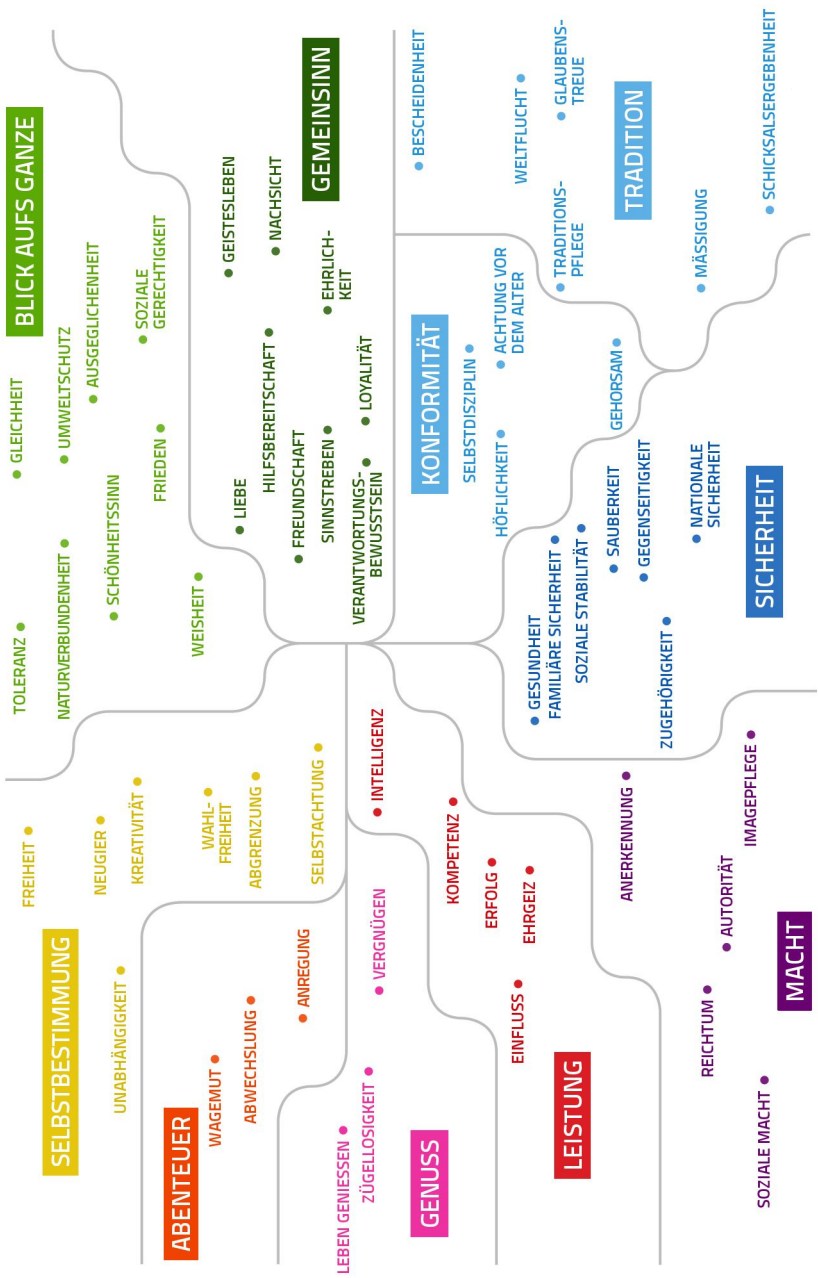 SELBSTBESTIMMUNG
FREIHEIT
NEUGIER
KREATIVITÄT
WAHL-
FREIHEIT
ABGRENZUNG
SELBSTACHTUNG
UNABHÄNGIGKEIT
BLICK AUFS GANZE
TOLERANZ
GLEICHHEIT
NATURVERBUNDENHEIT
UMWELTSCHUTZ
AUSGEGLICHENHEIT
SCHÖNHEITSSINN
SOZIALE
GERECHTIGKEIT
FRIEDEN
WEISHEIT
ABENTEUER
WAGEMUT
ABWECHSLUNG
ANREGUNG
GEMEINSINN
GEISTESLEBEN
LIEBE
HILFSBEREITSCHAFT
NACHSICHT
FREUNDSCHAFT
SINNSTREBEN
EHRLICH-
KEIT
VERANTWORTUNGS-
BEWUSSTSEIN
LOYALITÄT
GENUSS
LEBEN GENIESSEN
ZÜGELLOSIGKEIT
VERGNÜGEN
LEISTUNG
INTELLIGENZ
KOMPETENZ
ERFOLG
EHRGEIZ
EINFLUSS
KONFORMITÄT
SELBSTDISZIPLIN
HÖFLICHKEIT
ACHTUNG VOR
DEM ALTER
GEHORSAM
TRADITION
BESCHEIDENHEIT
WELTFLUCHT
GLAUBENS-
TREUE
TRADITIONS-
PFLEGE
MÄSSIGUNG
SCHICKSALSERGEBENHEIT
SICHERHEIT
GESUNDHEIT
FAMILIÄRE SICHERHEIT
SOZIALE STABILITÄT
SAUBERKEIT
GEGENSEITIGKEIT
ZUGEHÖRIGKEIT
NATIONALE
SICHERHEIT
MACHT
ANERKENNUNG
REICHTUM
AUTORITÄT
IMAGEPFLEGE
SOZIALE MACHT